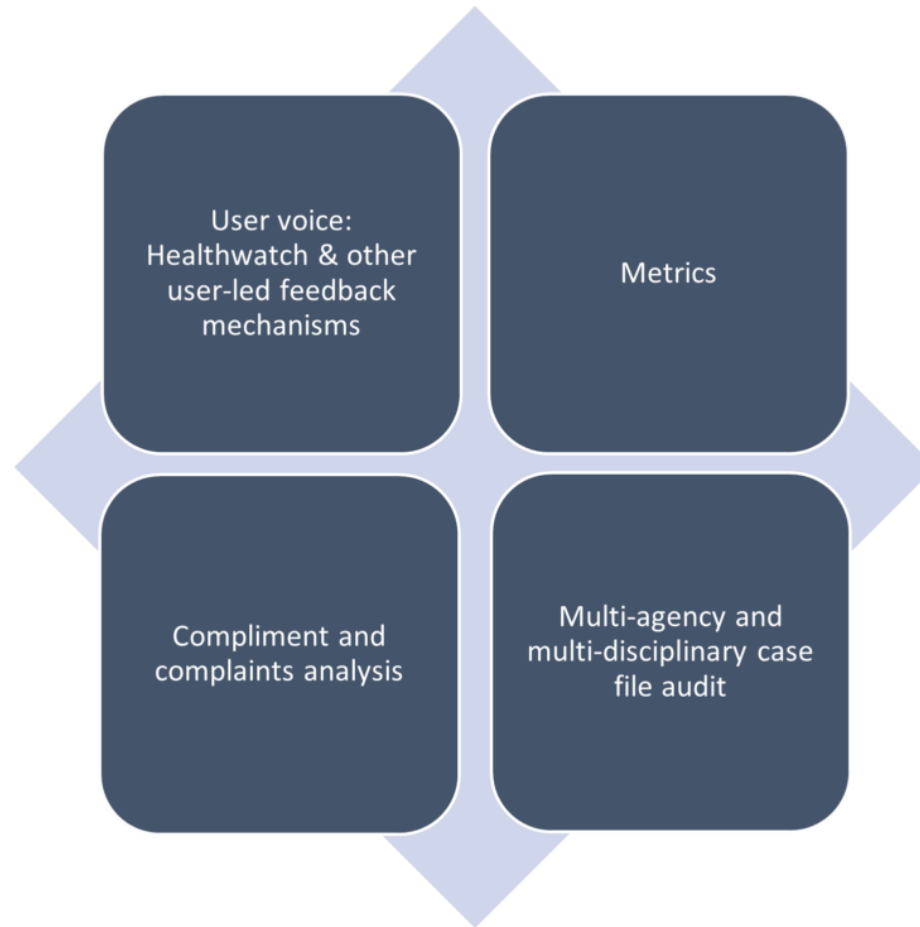 User voice:
Healthwatch & other
user-led feedback
mechanisms
Metrics
Compliment and
complaints analysis
Multi-agency and
multi-disciplinary case
file audit